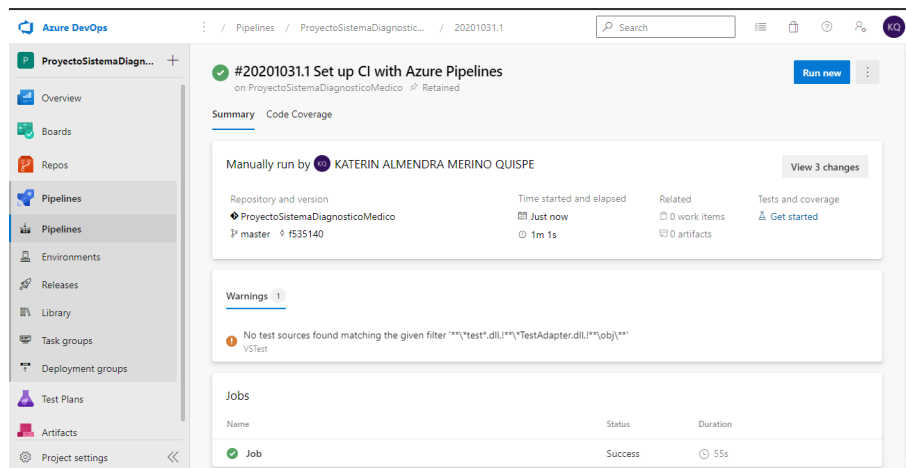 Azure DevOps
/ Pipelines / ProyectoSistemaDiagnostic... / 20201031.1
Search
KQ
P ProyectoSistemaDiagn...
Overview
Boards
Repos
Pipelines
Pipelines
Environments
Releases
Library
Task groups
Deployment groups
Test Plans
Artifacts
Project settings
#20201031.1 Set up CI with Azure Pipelines
on ProyectoSistemaDiagnosticoMedico Retained
Run new
Summary Code Coverage
Manually run by KQ KATERIN ALMENDRA MERINO QUISPE
View 3 changes
Repository and version Time started and elapsed Related Tests and coverage
ProyectoSistemaDiagnosticoMedico Just now 0 work items Get started
master f535140 1m 1s 0 artifacts
Warnings 1
No test sources found matching the given filter '**\*test*.dll,!**\*TestAdapter.dll,!**\obj\**'
VSTest
Jobs
Name Status Duration
Job Success 55s